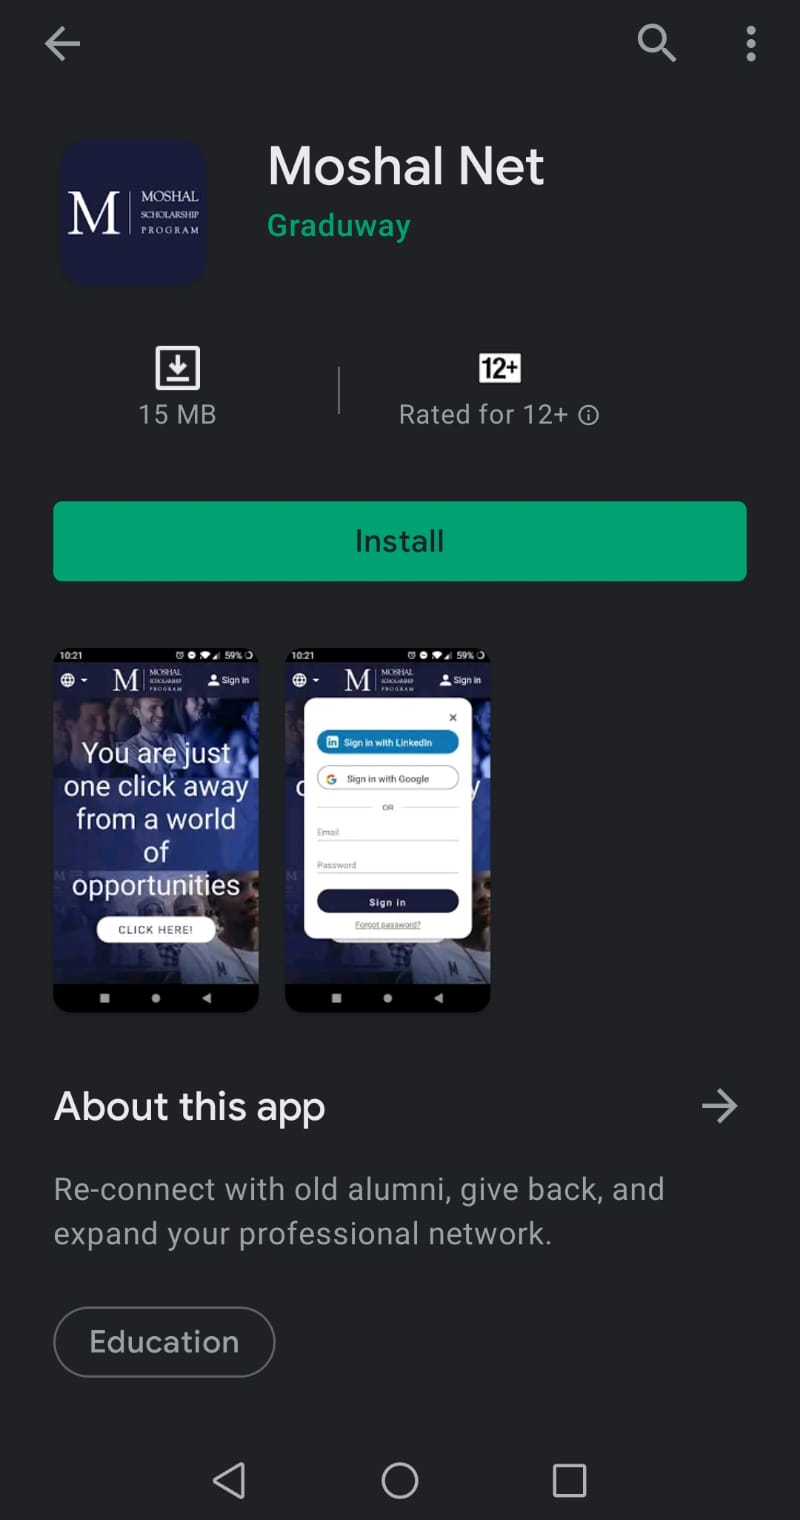 Moshal Net
Graduway
M
MOSHAL
SCHOLARSHIP
PROGRAM
12+
15 MB
Rated for 12+
Install
10:21
59%
M
MOSHAL
SCHOLARSHIP
PROGRAM
Sign in
You are just
one click away
from a world
of
opportunities
CLICK HERE!
M
10:21
59%
M
MOSHAL
SCHOLARSHIP
PROGRAM
Sign in
Sign in with LinkedIn
Sign in with Google
OR
Email
Password
Sign in
Forgot password?
M
About this app
Re-connect with old alumni, give back, and
expand your professional network.
Education